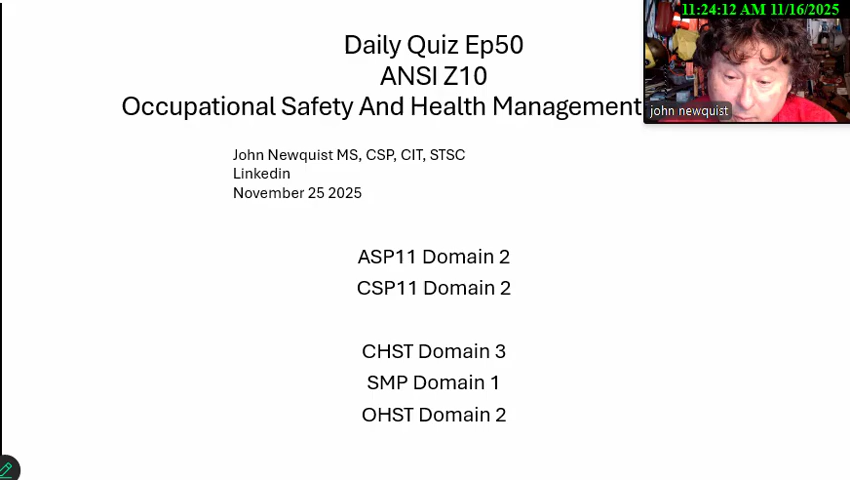 Daily Quiz Ep50
ANSI Z10
Occupational Safety And Health Management
11:24:12 AM 11/16/2025
john newquist
John Newquist MS, CSP, CIT, STSC
Linkedin
November 25 2025
ASP11 Domain 2
CSP11 Domain 2
CHST Domain 3
SMP Domain 1
OHST Domain 2